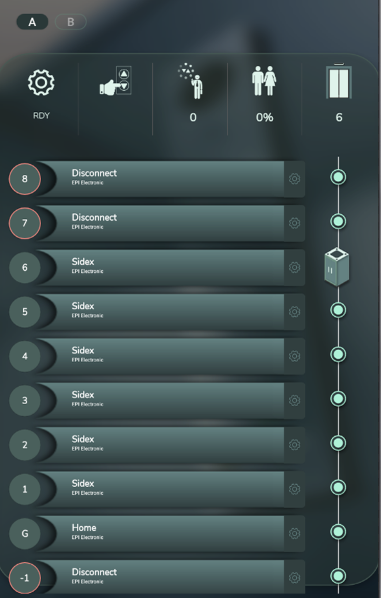 A B
RDY 0 0% 6
8 Disconnect
EPI Electronic
7 Disconnect
EPI Electronic
6 Sidex
EPI Electronic
5 Sidex
EPI Electronic
4 Sidex
EPI Electronic
3 Sidex
EPI Electronic
2 Sidex
EPI Electronic
1 Sidex
EPI Electronic
G Home
EPI Electronic
-1 Disconnect
EPI Electronic